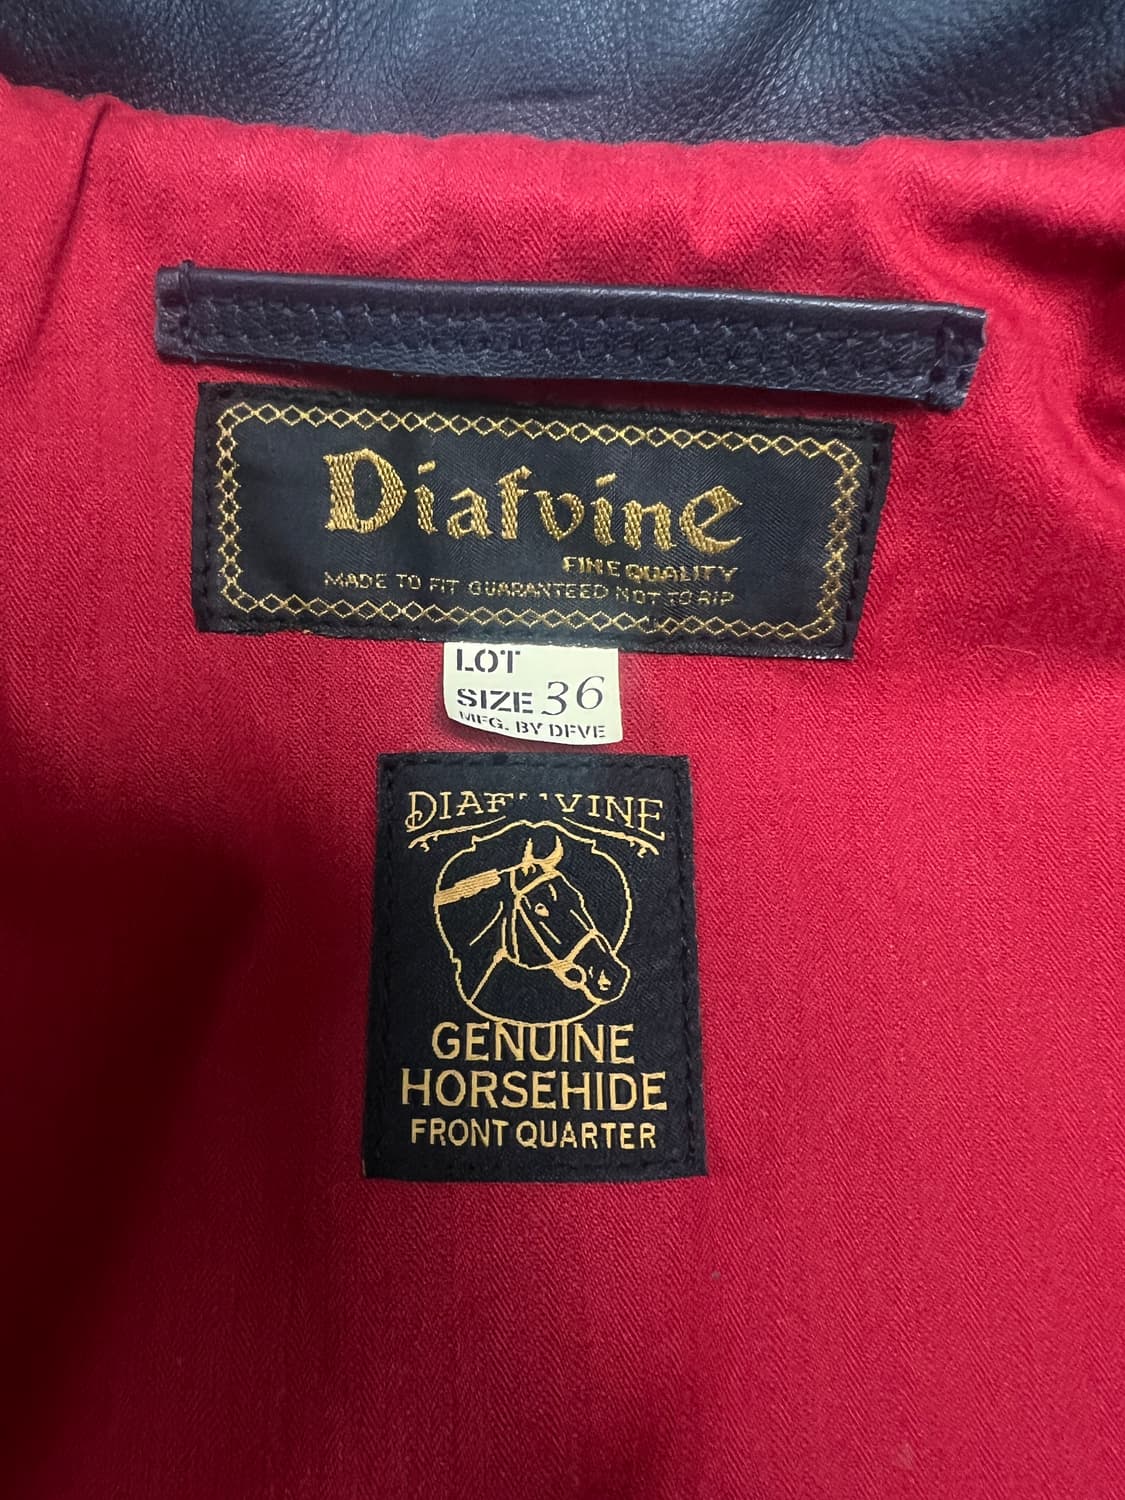 Diafvine
FINE QUALITY
MADE TO FIT GUARANTEED NOT TO RIP
LOT
SIZE 36
MFG. BY DFVE
GENUINE
HORSEHIDE
FRONT QUARTER